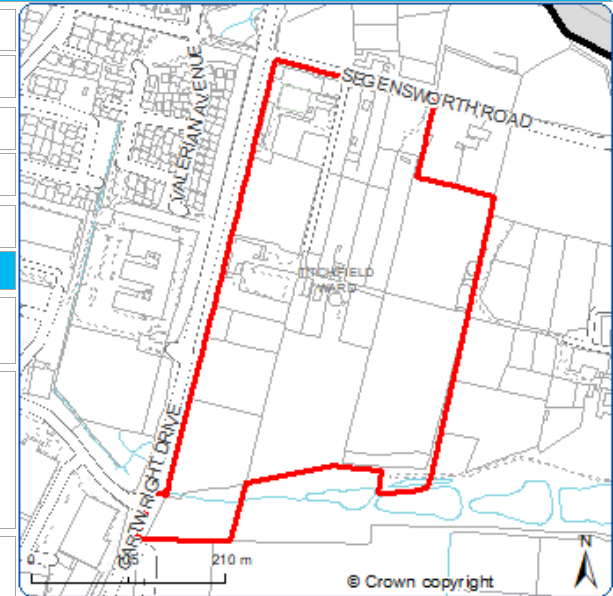 SEGENSWORTH ROAD
VALERIAN AVENUE
TITCHFIELD
WARD
CARTWRIGHT DRIVE
N
0 105 210 m
© Crown copyright